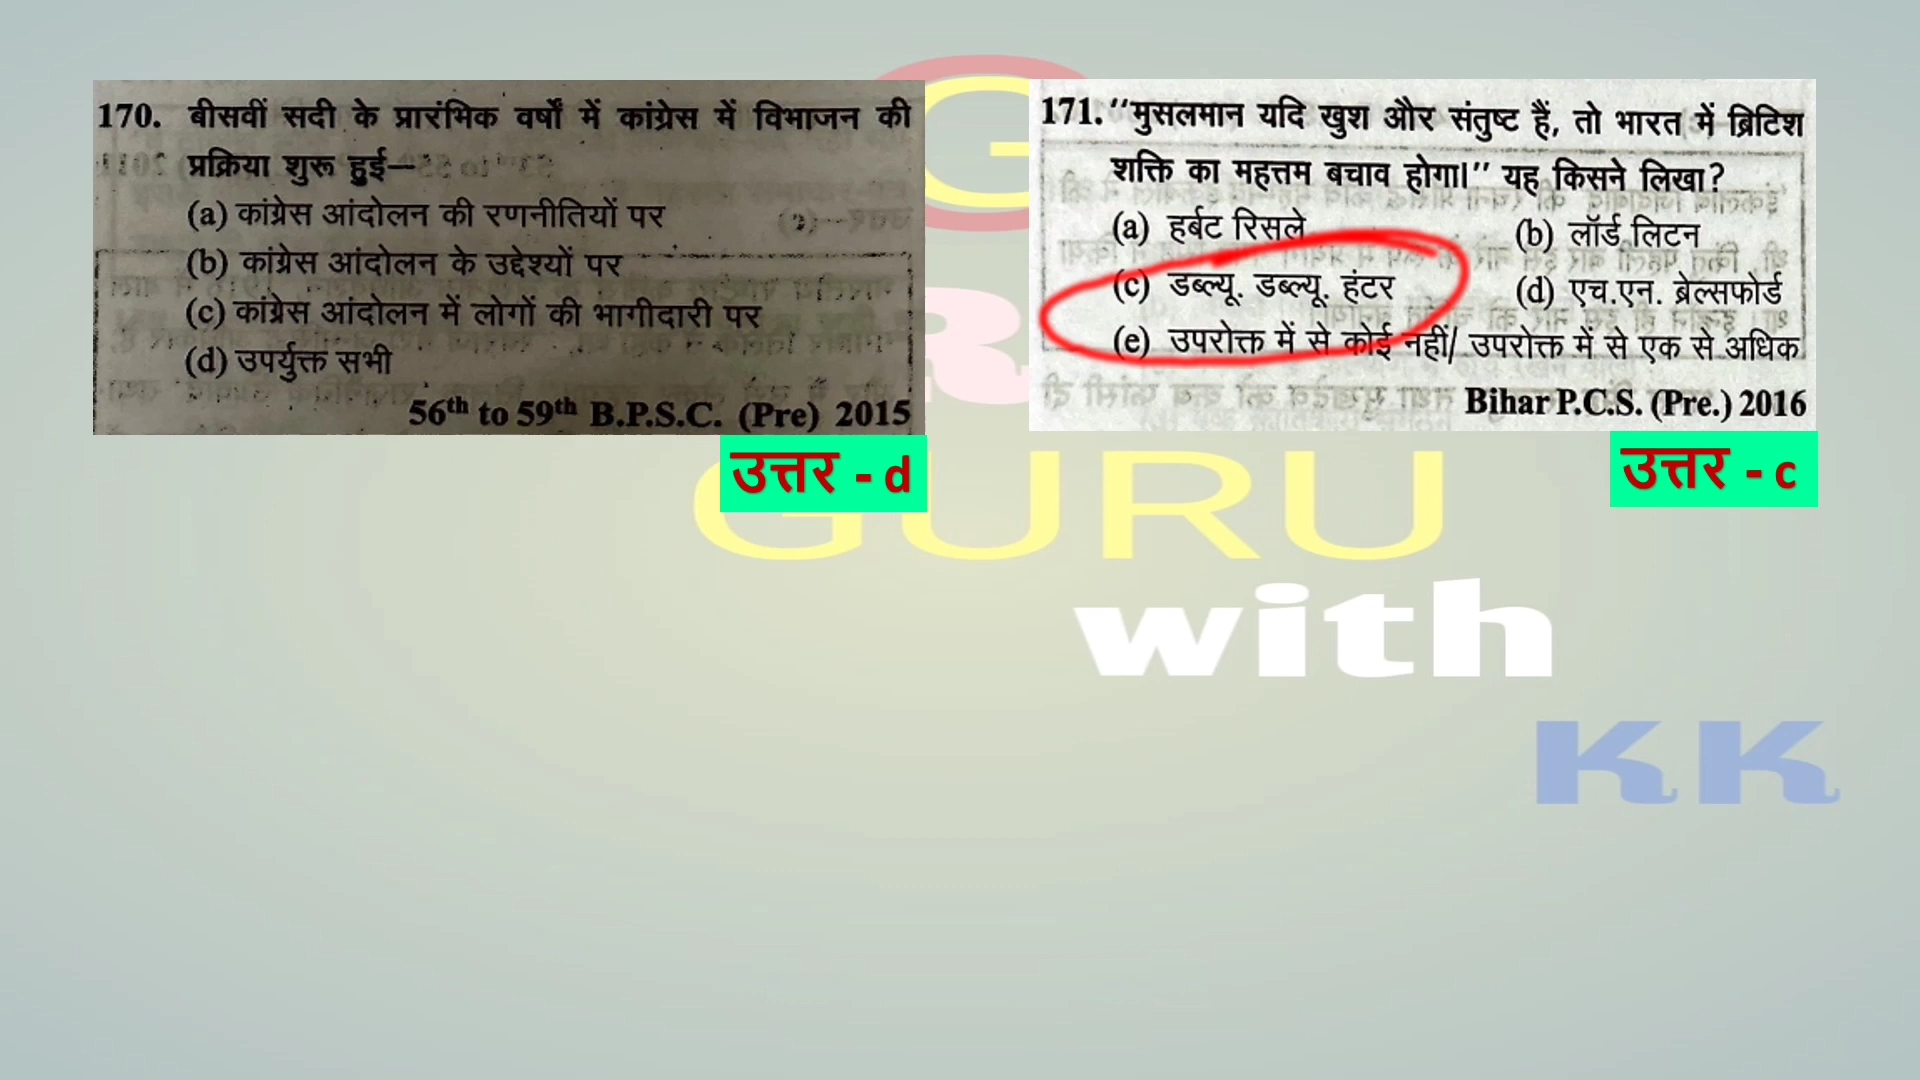 170. बीसवीं सदी के प्रारंभिक वर्षों में कांग्रेस में विभाजन की
प्रक्रिया शुरू हुई—
(a) कांग्रेस आंदोलन की रणनीतियों पर
(b) कांग्रेस आंदोलन के उद्देश्यों पर
(c) कांग्रेस आंदोलन में लोगों की भागीदारी पर
(d) उपर्युक्त सभी
56th to 59th B.P.S.C. (Pre) 2015
उत्तर - d
171. ''मुसलमान यदि खुश और संतुष्ट हैं, तो भारत में ब्रिटिश
शक्ति का महत्तम बचाव होगा।'' यह किसने लिखा?
(a) हर्बट रिसले (b) लॉर्ड लिटन
(c) डब्ल्यू. डब्ल्यू. हंटर (d) एच.एन. ब्रेल्सफोर्ड
(e) उपरोक्त में से कोई नहीं/ उपरोक्त में से एक से अधिक
Bihar P.C.S. (Pre.) 2016
उत्तर - c
G
R
GURU
with
KK